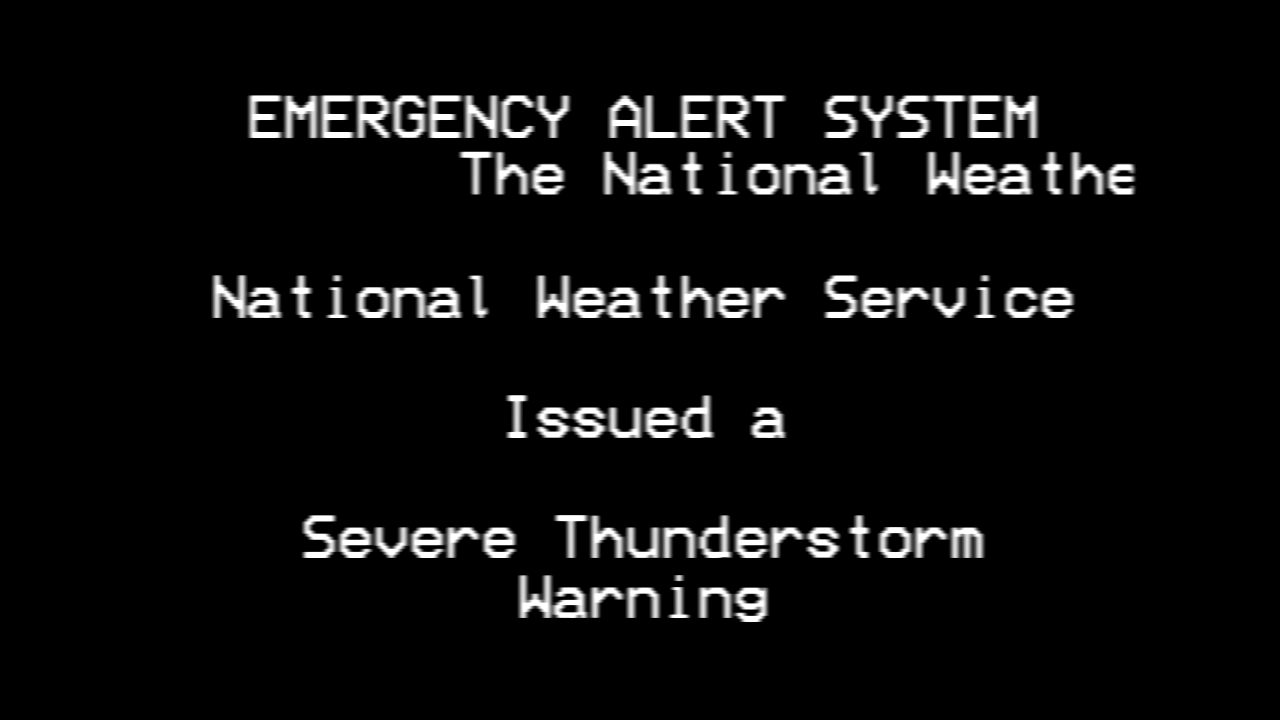 EMERGENCY ALERT SYSTEM
The National Weathe
National Weather Service
Issued a
Severe Thunderstorm
Warning